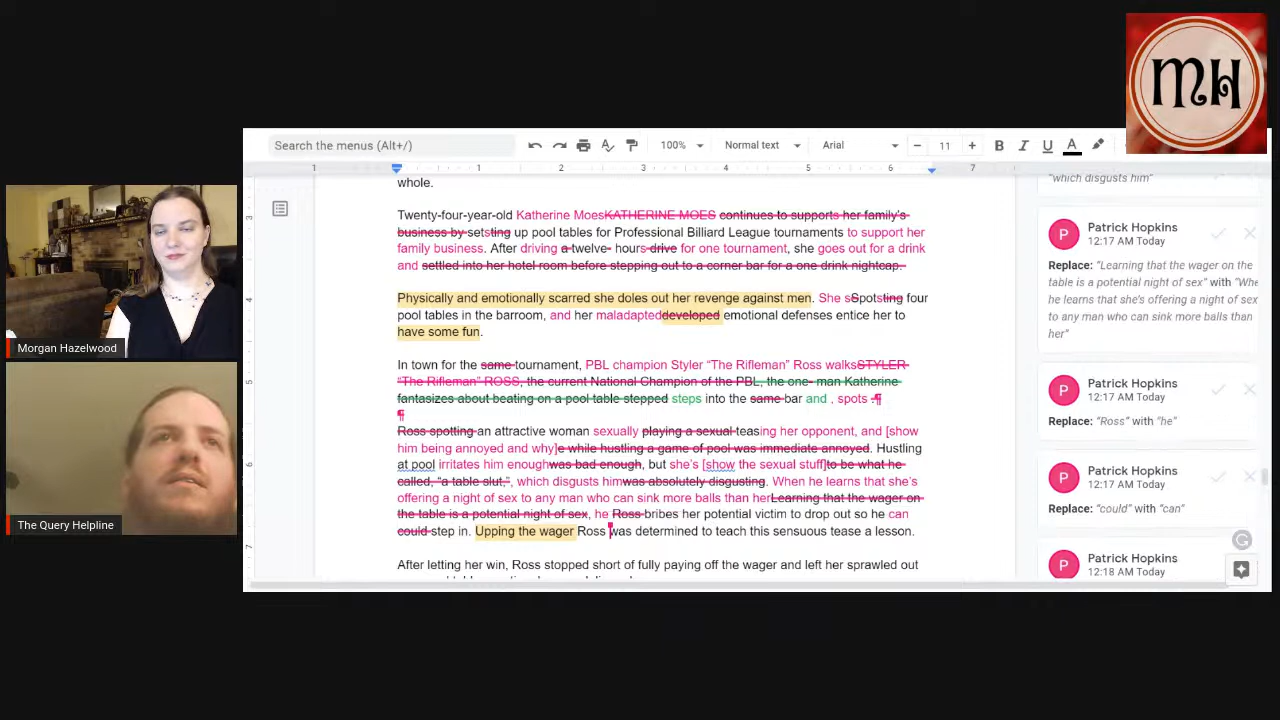 MH
Search the menus (Alt+/)
100%
Normal text
Arial
11
B I U A
1 1 2 3 4 5 6 7
whole.
Twenty-four-year-old Katherine MoesKATHERINE MOES continues to supports her family's
business by setsting up pool tables for Professional Billiard League tournaments to support her
family business. After driving a twelve- hours drive for one tournament, she goes out for a drink
and settled into her hotel room before stepping out to a corner bar for a one drink nightcap.
Physically and emotionally scarred she doles out her revenge against men. She sSpotsting four
pool tables in the barroom, and her maladapteddeveloped emotional defenses entice her to
have some fun.
In town for the same tournament, PBL champion Styler “The Rifleman” Ross walksSTYLER
“The Rifleman” ROSS, the current National Champion of the PBL, the one- man Katherine
fantasizes about beating on a pool table stepped steps into the same bar and , spots .¶
¶
Ross spotting an attractive woman sexually playing a sexual teasing her opponent, and [show
him being annoyed and why]e while hustling a game of pool was immediate annoyed. Hustling
at pool irritates him enoughwas bad enough, but she’s [show the sexual stuff]to be what he
called, “a table slut,”, which disgusts himwas absolutely disgusting. When he learns that she’s
offering a night of sex to any man who can sink more balls than herLearning that the wager on
the table is a potential night of sex, he Ross bribes her potential victim to drop out so he can
could step in. Upping the wager Ross was determined to teach this sensuous tease a lesson.
After letting her win, Ross stopped short of fully paying off the wager and left her sprawled out
3
4
5
6
7
"which disgusts him"
P
Patrick Hopkins
12:17 AM Today
Replace: “Learning that the wager on the
table is a potential night of sex” with “Whe
he learns that she’s offering a night of sex
to any man who can sink more balls than
her”
P
Patrick Hopkins
12:17 AM Today
Replace: “Ross” with “he”
P
Patrick Hopkins
12:17 AM Today
Replace: “could” with “can”
P
Patrick Hopkins
12:18 AM Today
Morgan Hazelwood
The Query Helpline